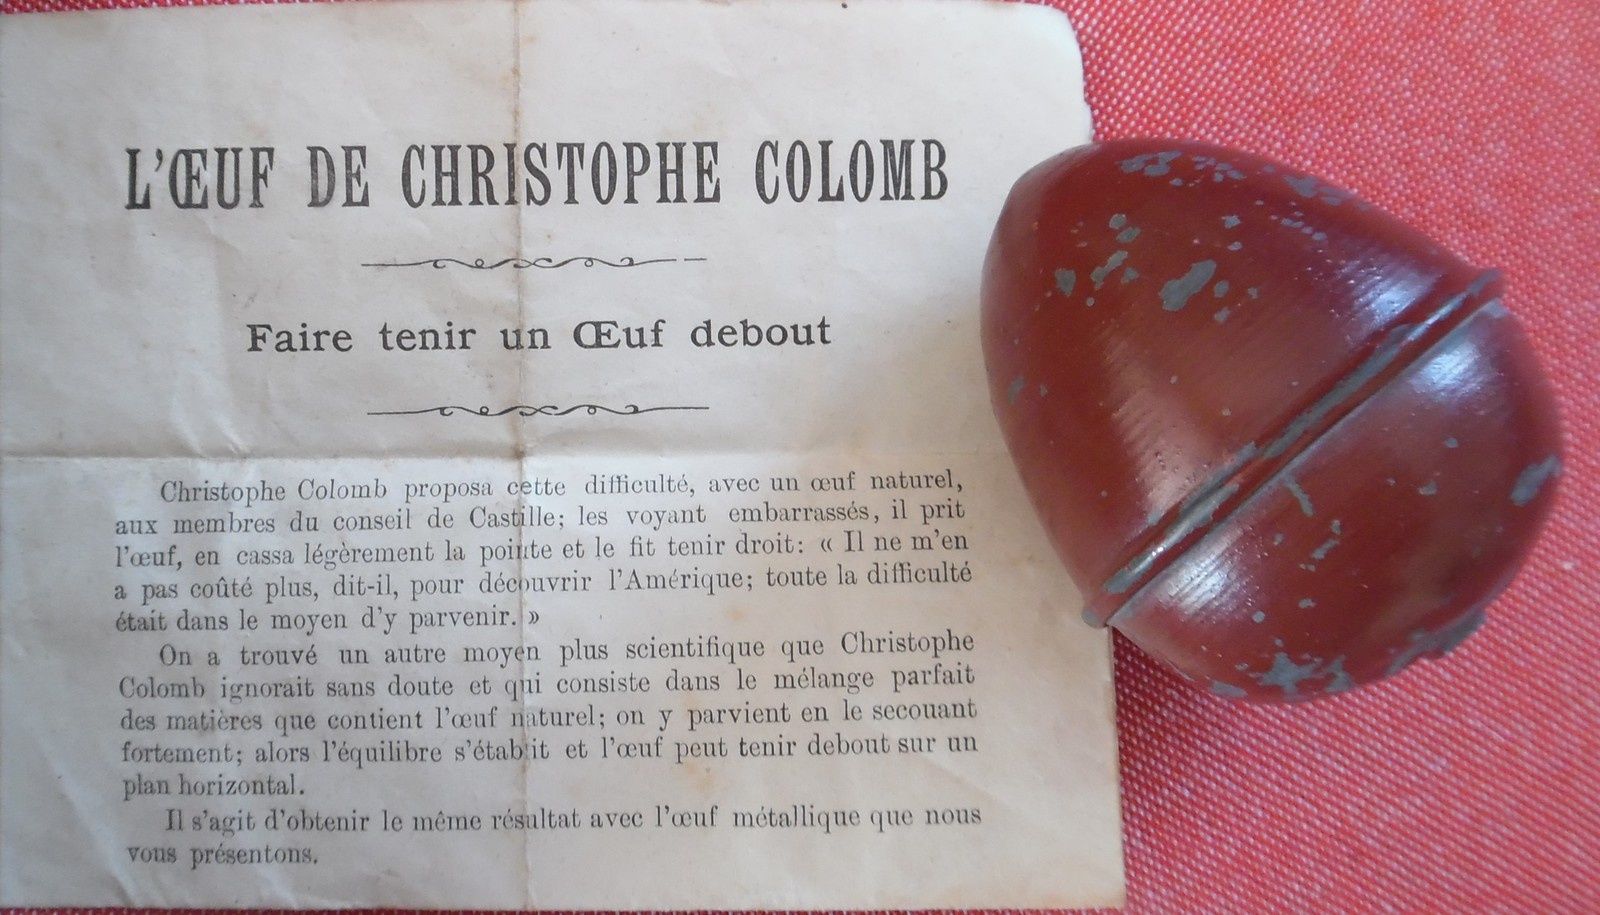 L'ŒUF DE CHRISTOPHE COLOMB
Faire tenir un Œuf debout
Christophe Colomb proposa cette difficulté, avec un œuf naturel,
aux membres du conseil de Castille; les voyant embarrassés, il prit
l'œuf, en cassa légèrement la pointe et le fit tenir droit: « Il ne m'en
a pas coûté plus, dit-il, pour découvrir l'Amérique; toute la difficulté
était dans le moyen d'y parvenir. »
On a trouvé un autre moyen plus scientifique que Christophe
Colomb ignorait sans doute et qui consiste dans le mélange parfait
des matières que contient l'œuf naturel; on y parvient en le secouant
fortement; alors l'équilibre s'établit et l'œuf peut tenir debout sur un
plan horizontal.
Il s'agit d'obtenir le même résultat avec l'œuf métallique que nous
vous présentons.